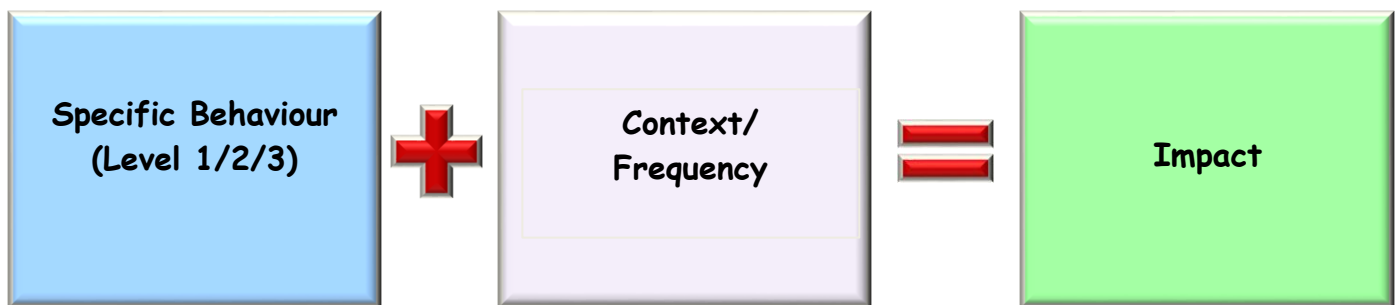 Specific Behaviour
(Level 1/2/3)
Context/
Frequency
Impact